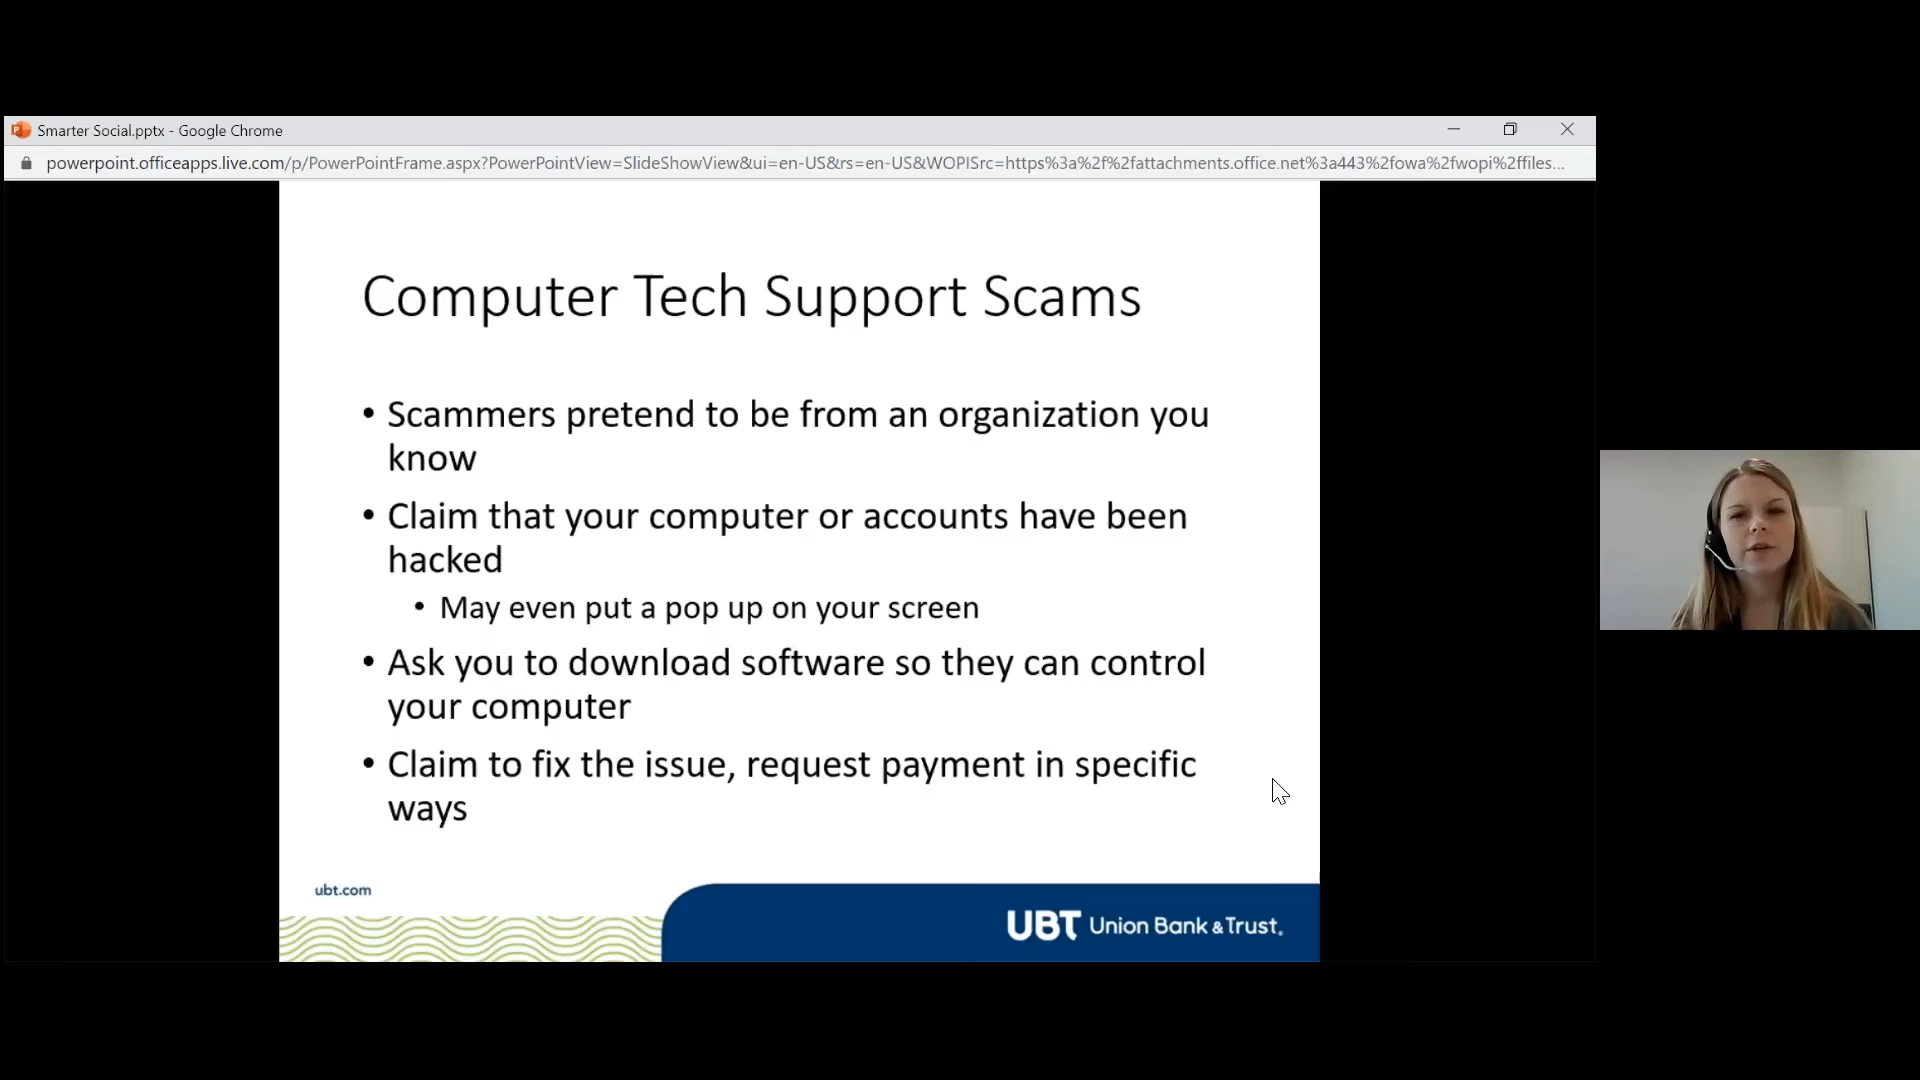 Smarter Social.pptx - Google Chrome
powerpoint.officeapps.live.com/p/PowerPointFrame.aspx?PowerPointView=SlideShowView&ui=en-US&rs=en-US&WOPISrc=https%3a%2f%2fattachments.office.net%3a443%2fowa%2fwopi%2ffiles...
Computer Tech Support Scams
• Scammers pretend to be from an organization you
know
• Claim that your computer or accounts have been
hacked
• May even put a pop up on your screen
• Ask you to download software so they can control
your computer
• Claim to fix the issue, request payment in specific
ways
ubt.com
UBT Union Bank & Trust.